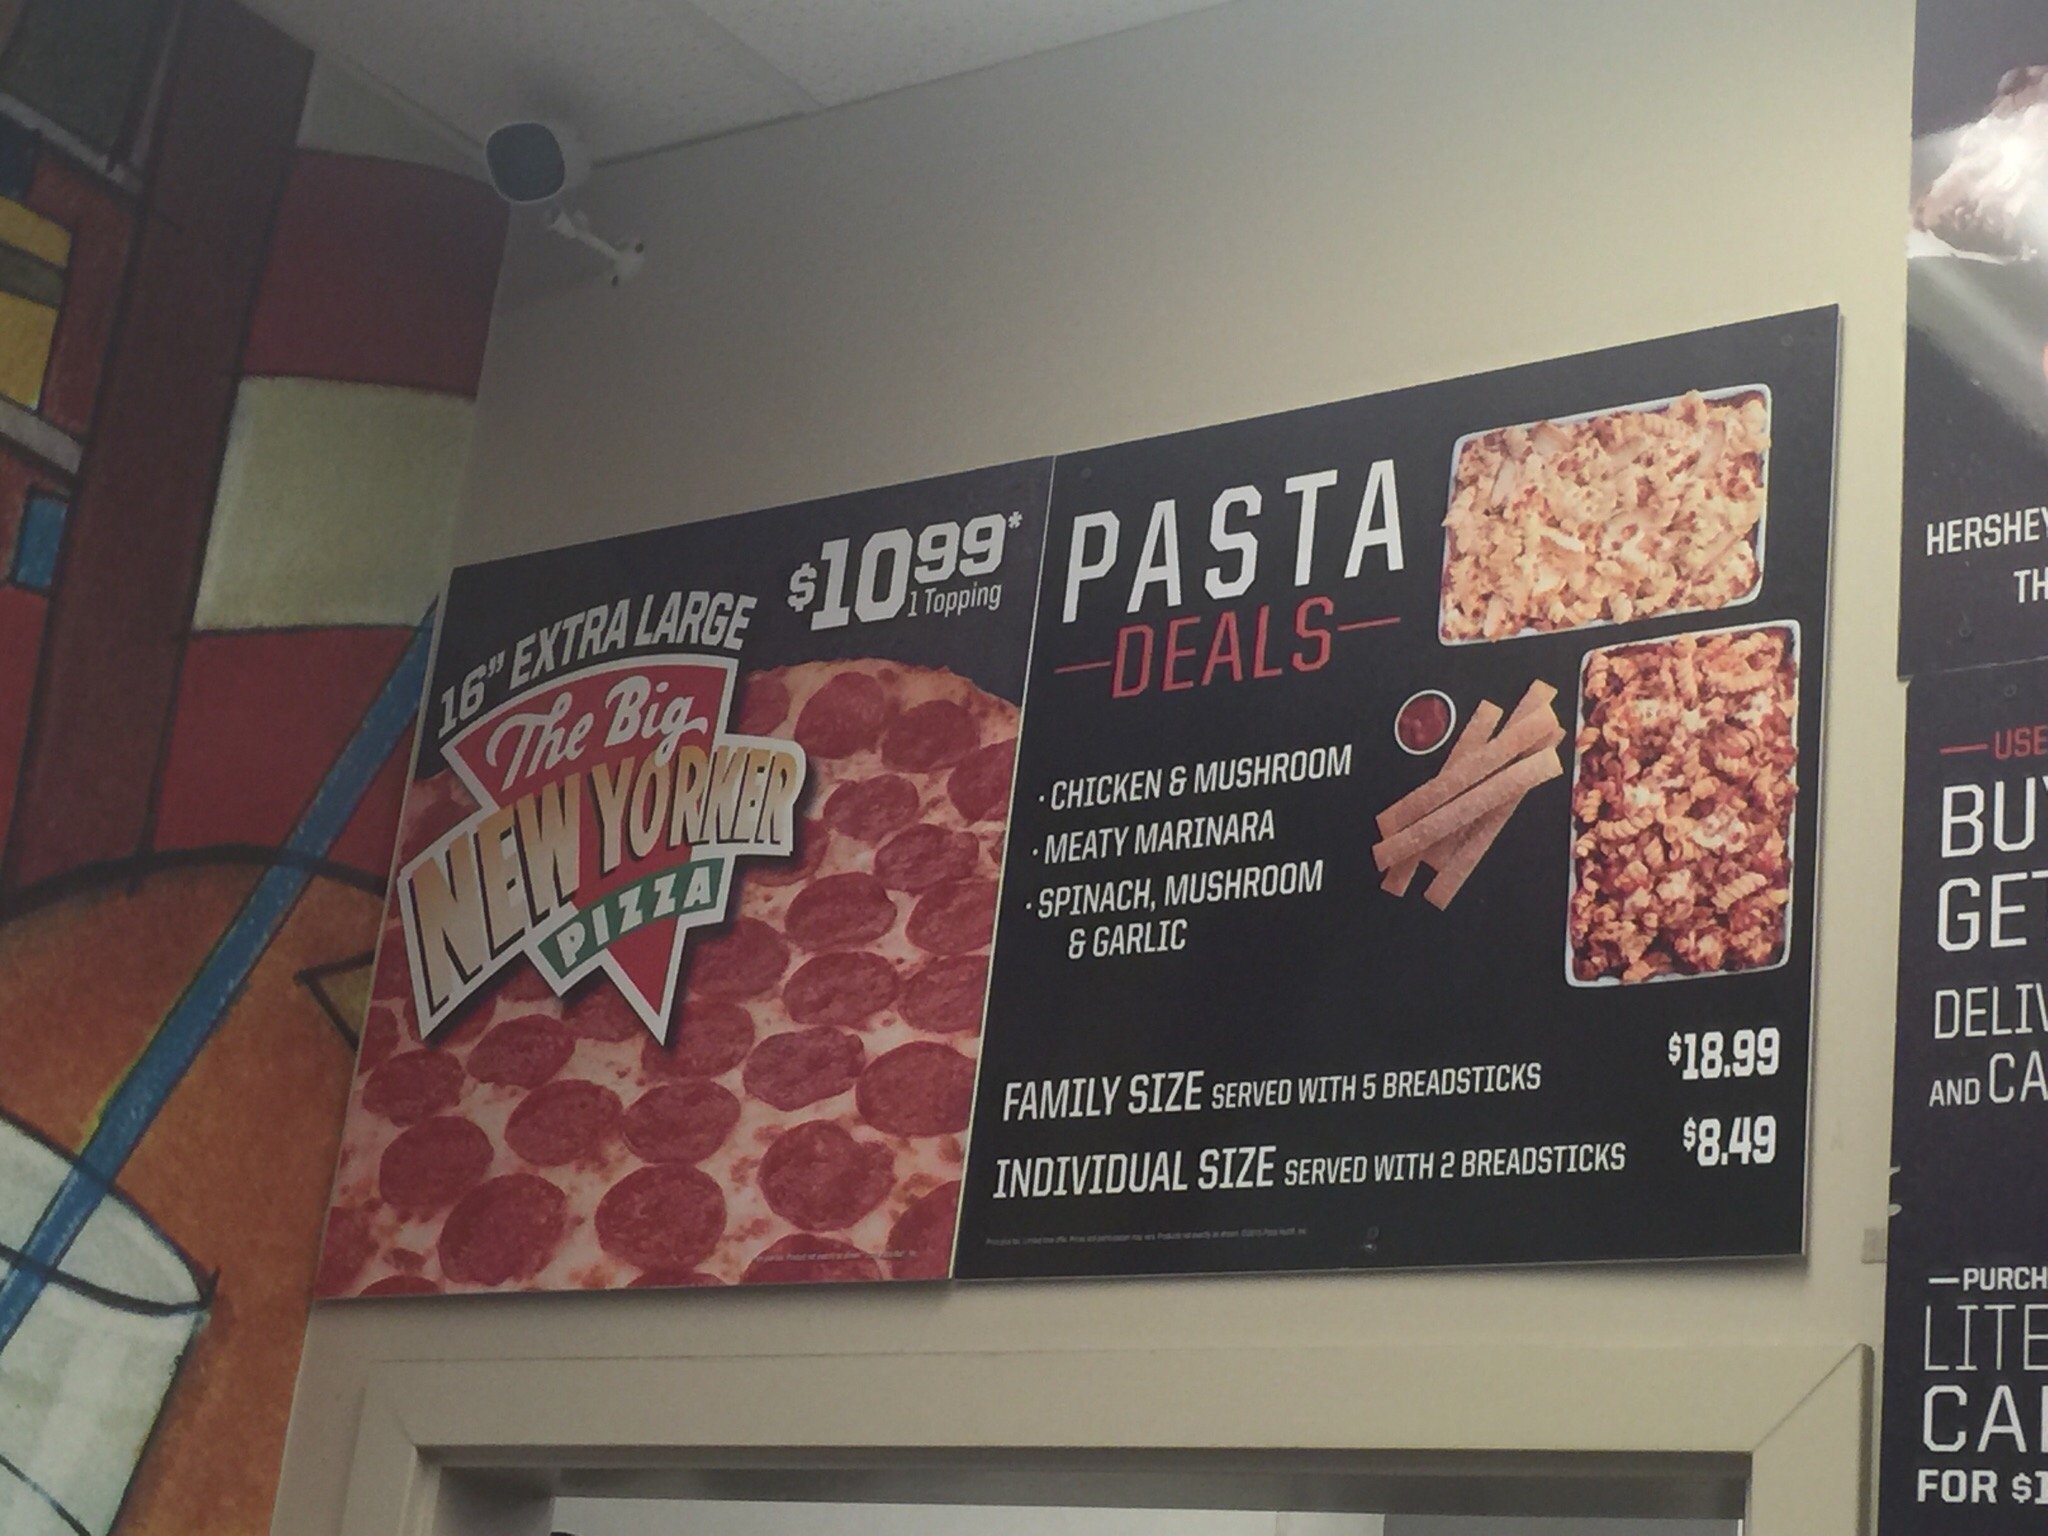 $10.99*
1 Topping
16" EXTRA LARGE
The Big
NEW YORKER
PIZZA
PASTA
DEALS
· CHICKEN & MUSHROOM
· MEATY MARINARA
· SPINACH, MUSHROOM
& GARLIC
FAMILY SIZE SERVED WITH 5 BREADSTICKS $18.99
INDIVIDUAL SIZE SERVED WITH 2 BREADSTICKS $8.49
HERSHEY
TH
USE
BUY
GET
DELIV
AND CA
PURCH
LITE
CA
FOR $1